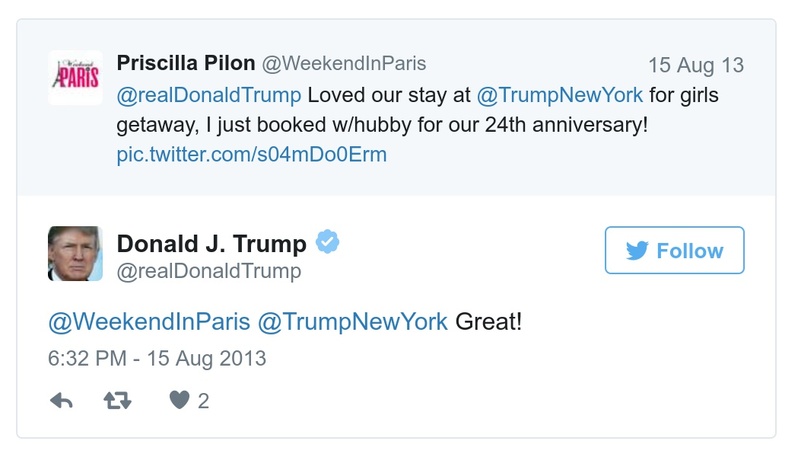 Weekend in
PARIS
Priscilla Pilon @WeekendInParis
15 Aug 13
@realDonaldTrump Loved our stay at @TrumpNewYork for girls
getaway, I just booked w/hubby for our 24th anniversary!
pic.twitter.com/s04mDo0Erm
Donald J. Trump
@realDonaldTrump
Follow
@WeekendInParis @TrumpNewYork Great!
6:32 PM - 15 Aug 2013
2